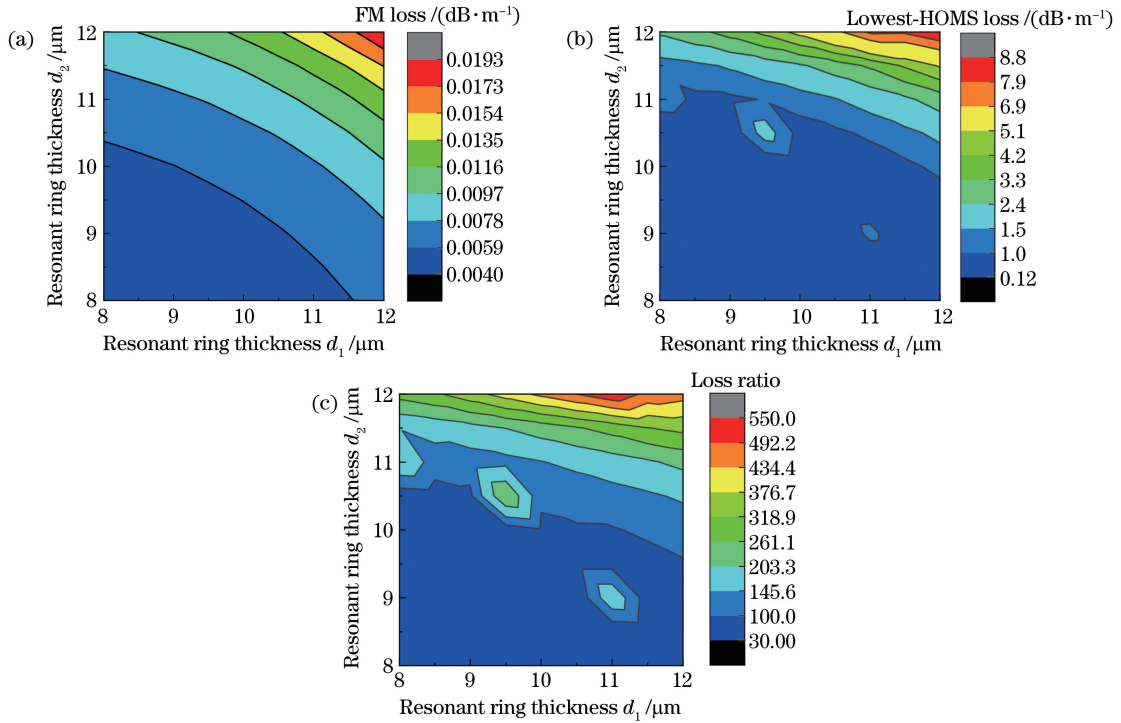 (a)
FM loss /(dB·m⁻¹)
Resonant ring thickness d₂ /μm
12
11
10
9
8
8 9 10 11 12
Resonant ring thickness d₁ /μm
0.0193
0.0173
0.0154
0.0135
0.0116
0.0097
0.0078
0.0059
0.0040
(b)
Lowest-HOMS loss /(dB·m⁻¹)
Resonant ring thickness d₂ /μm
12
11
10
9
8
8 9 10 11 12
Resonant ring thickness d₁ /μm
8.8
7.9
6.9
5.1
4.2
3.3
2.4
1.5
1.0
0.12
(c)
Loss ratio
Resonant ring thickness d₂ /μm
12
11
10
9
8
8 9 10 11 12
Resonant ring thickness d₁ /μm
550.0
492.2
434.4
376.7
318.9
261.1
203.3
145.6
100.0
30.00